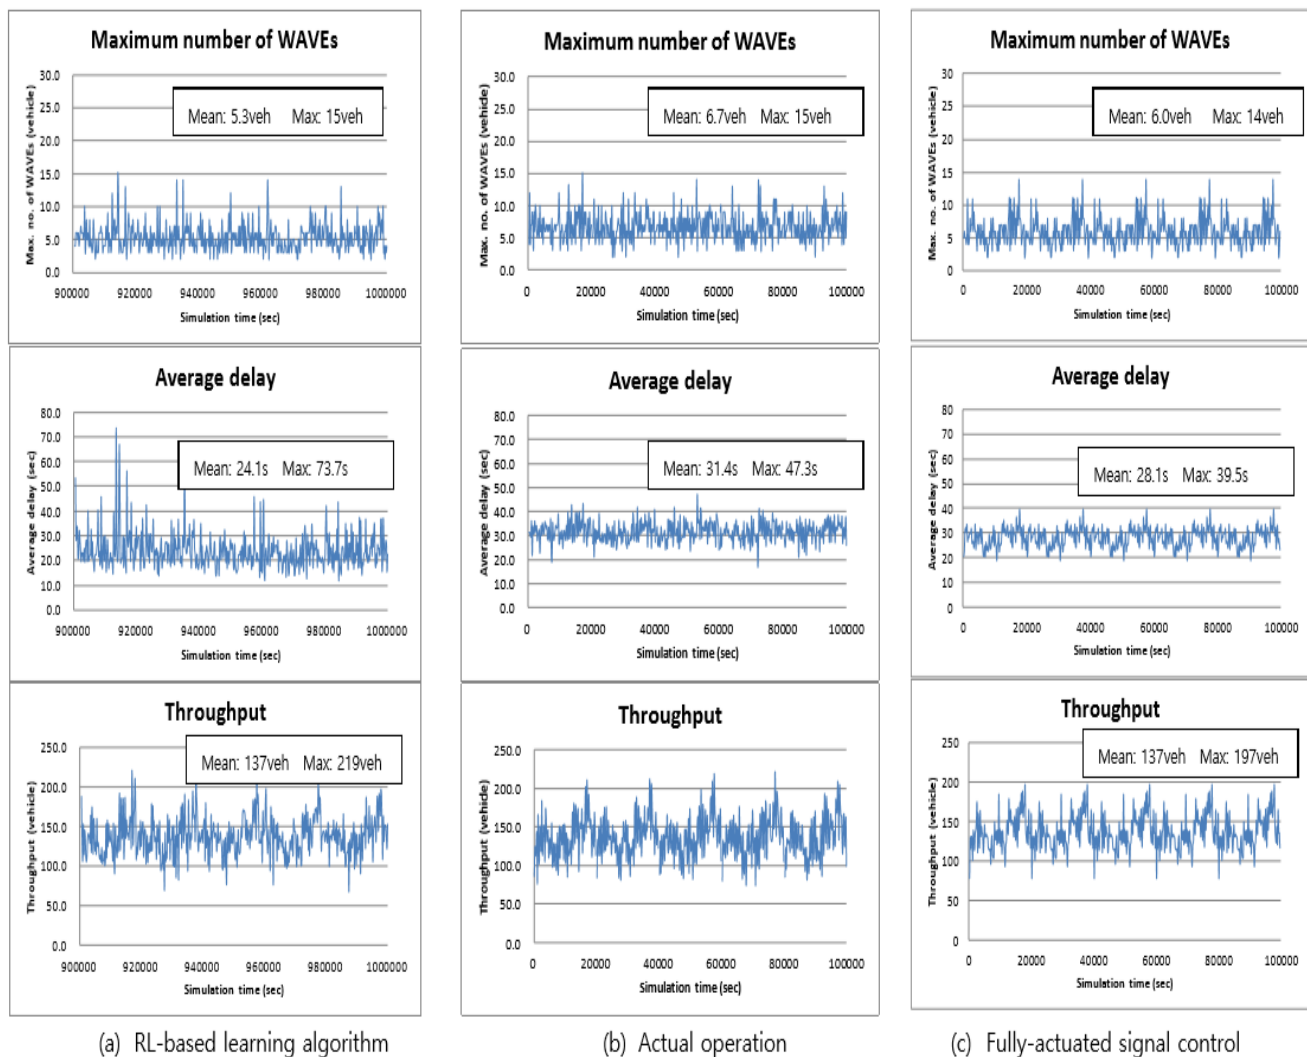 Maximum number of WAVEs
Max. no. of WAVEs (vehicle)
30.0
25.0
20.0
15.0
10.0
5.0
0.0
Mean: 5.3veh Max: 15veh
900000 920000 940000 960000 980000 1000000
Simulation time (sec)
Maximum number of WAVEs
Max. no. of WAVEs (vehicle)
30.0
25.0
20.0
15.0
10.0
5.0
0.0
Mean: 6.7veh Max: 15veh
0 20000 40000 60000 80000 100000
Simulation time (sec)
Maximum number of WAVEs
Max. no. of WAVEs (vehicle)
30
25
20
15
10
5
0
Mean: 6.0veh Max: 14veh
0 20000 40000 60000 80000 100000
Simulation time (sec)
Average delay
Average delay (sec)
80.0
70.0
60.0
50.0
40.0
30.0
20.0
10.0
0.0
Mean: 24.1s Max: 73.7s
900000 920000 940000 960000 980000 1000000
Simulation time (sec)
Average delay
Average delay (sec)
80.0
70.0
60.0
50.0
40.0
30.0
20.0
10.0
0.0
Mean: 31.4s Max: 47.3s
0 20000 40000 60000 80000 100000
Simulation time (sec)
Average delay
Average delay (sec)
80
70
60
50
40
30
20
10
0
Mean: 28.1s Max: 39.5s
0 20000 40000 60000 80000 100000
Simulation time (sec)
Throughput
Throughput (vehicle)
250.0
200.0
150.0
100.0
50.0
0.0
Mean: 137veh Max: 219veh
900000 920000 940000 960000 980000 1000000
Simulation time (sec)
Throughput
Throughput (vehicle)
250.0
200.0
150.0
100.0
50.0
0.0
0 20000 40000 60000 80000 100000
Simulation time (sec)
Throughput
Throughput (vehicle)
250
200
150
100
50
0
Mean: 137veh Max: 197veh
0 20000 40000 60000 80000 100000
Simulation time (sec)
(a) RL-based learning algorithm
(b) Actual operation
(c) Fully-actuated signal control